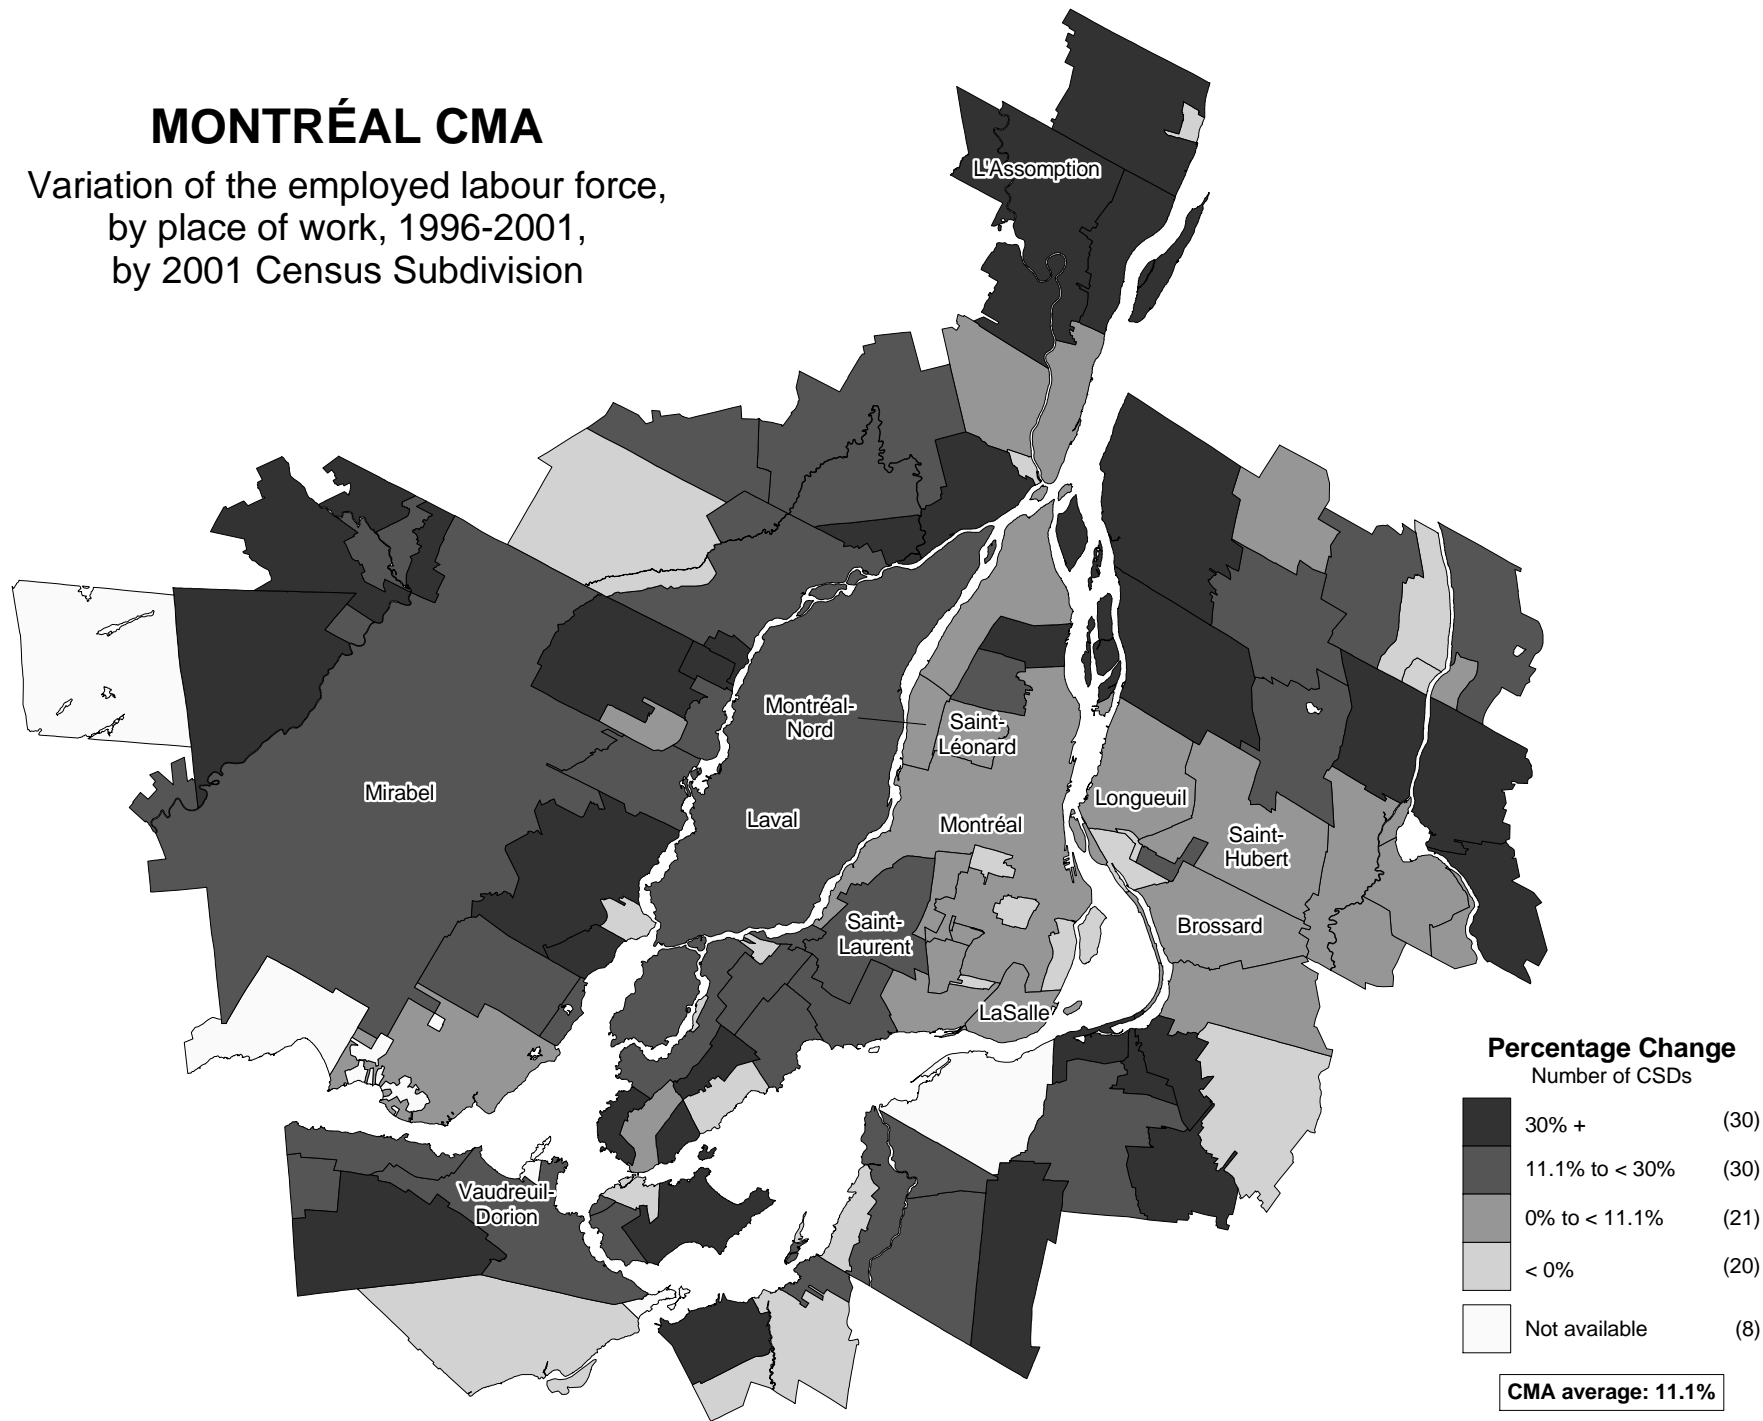 MONTRÉAL CMA
Variation of the employed labour force,
by place of work, 1996-2001,
by 2001 Census Subdivision
L'Assomption
Montréal-
Nord
Saint-
Léonard
Mirabel
Laval
Montréal
Longueuil
Saint-
Hubert
Saint-
Laurent
Brossard
LaSalle
Vaudreuil-
Dorion
Percentage Change
Number of CSDs
30% + (30)
11.1% to < 30% (30)
0% to < 11.1% (21)
< 0% (20)
Not available (8)
CMA average: 11.1%